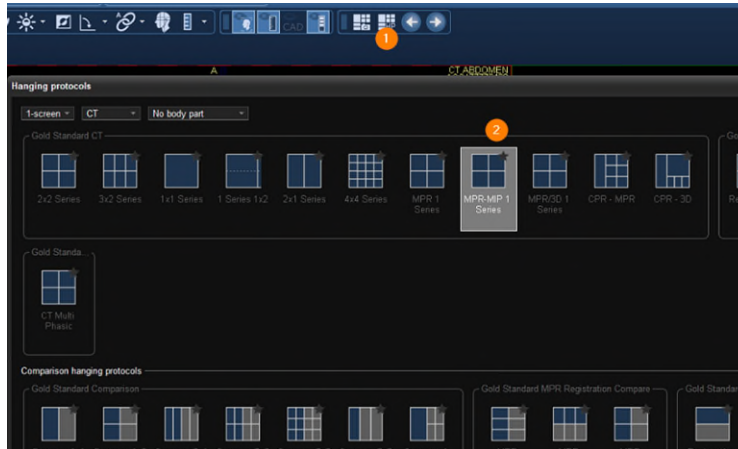 CAD
1
A
CT ABDOMEN
Hanging protocols
1-screen
CT
No body part
2
Gold Standard CT
2x2 Series
3x2 Series
1x1 Series
1 Series 1x2
2x1 Series
4x4 Series
MPR 1
Series
MPR-MIP 1
Series
MPR/3D 1
Series
CPR - MPR
CPR - 3D
Gold Standa...
CT Multi
Phasic
Comparison hanging protocols
Gold Standard Comparison
Gold Standard MPR Registration Compare